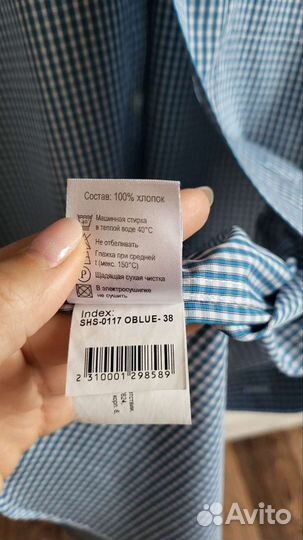 Состав: 100% хлопок
Машинная стирка
в теплой воде 40°C
Не отбеливать
Глажка при средней
t (мекс. 150°C)
Щадящая сухая чистка
В электросушилке
не сушить
Index:
SHS-0117 OBLUE- 38
2 310001 298589
Avito